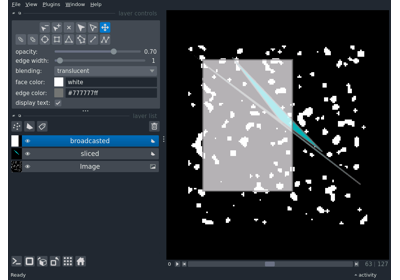 File View Plugins Window Help
layer controls
opacity: 0.70
edge width: 1
blending: translucent
face color: white
edge color: #777777ff
display text:
layer list
broadcasted
sliced
Image
63 127
Ready
activity